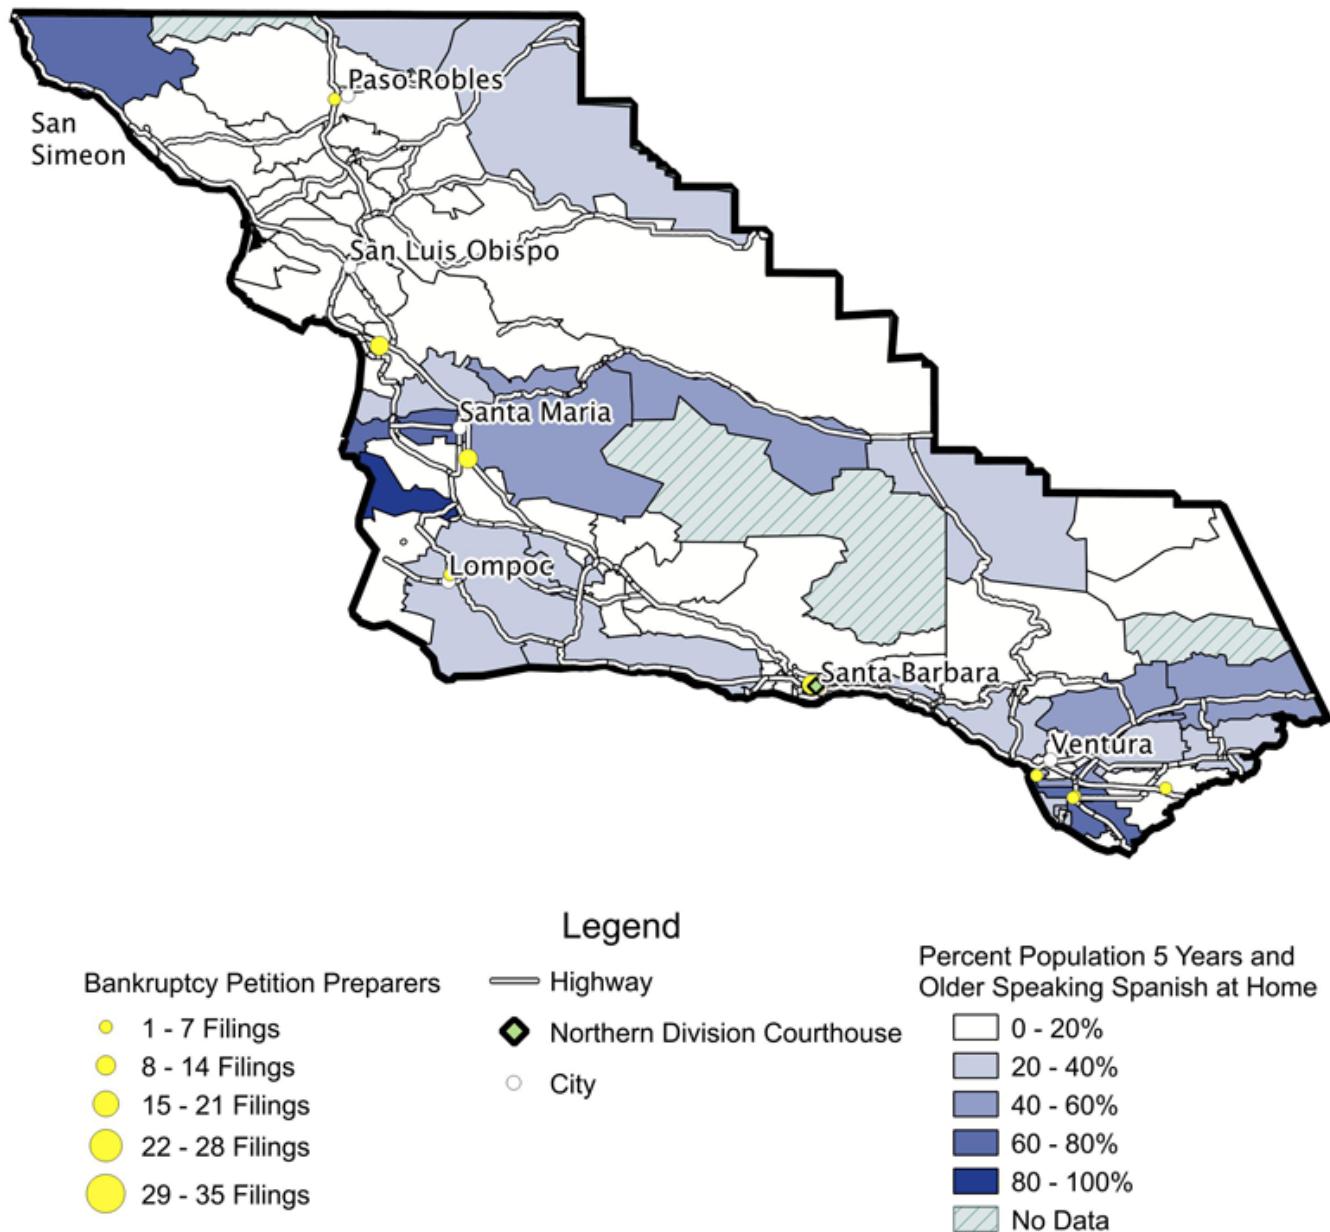 Paso Robles
San
Simeon
San Luis Obispo
Santa Maria
Lompoc
Santa Barbara
Ventura
Legend
Bankruptcy Petition Preparers
1 - 7 Filings
8 - 14 Filings
15 - 21 Filings
22 - 28 Filings
29 - 35 Filings
Highway
Northern Division Courthouse
City
Percent Population 5 Years and
Older Speaking Spanish at Home
0 - 20%
20 - 40%
40 - 60%
60 - 80%
80 - 100%
No Data